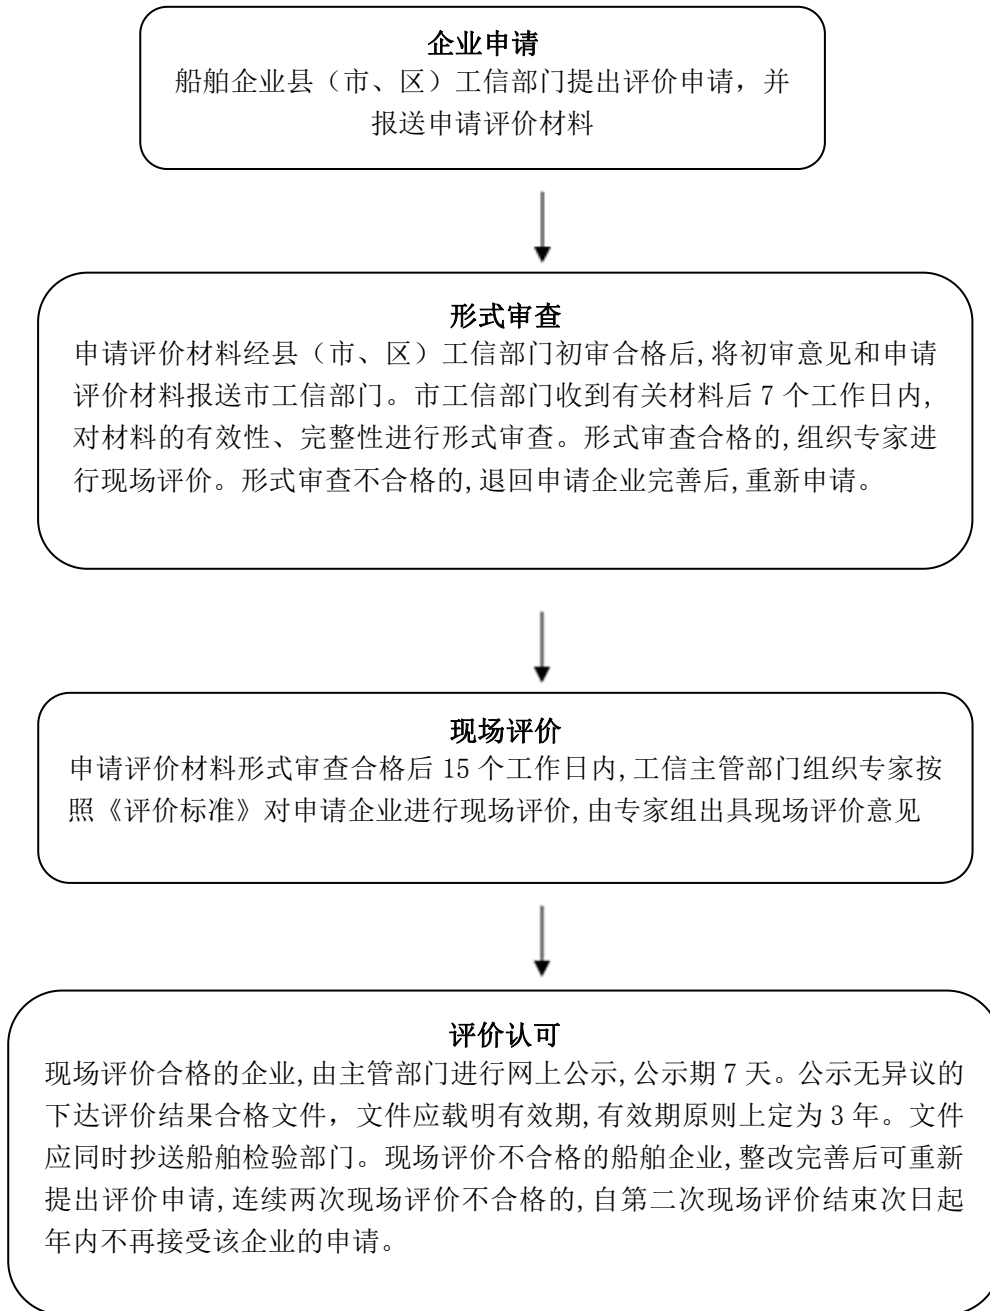 企业申请
船舶企业县（市、区）工信部门提出评价申请，并
报送申请评价材料
形式审查
申请评价材料经县（市、区）工信部门初审合格后,将初审意见和申请
评价材料报送市工信部门。市工信部门收到有关材料后 7 个工作日内,
对材料的有效性、完整性进行形式审查。形式审查合格的,组织专家进
行现场评价。形式审查不合格的,退回申请企业完善后,重新申请。
现场评价
申请评价材料形式审查合格后 15 个工作日内,工信主管部门组织专家按
照《评价标准》对申请企业进行现场评价,由专家组出具现场评价意见
评价认可
现场评价合格的企业,由主管部门进行网上公示,公示期 7 天。公示无异议的
下达评价结果合格文件，文件应载明有效期,有效期原则上定为 3 年。文件
应同时抄送船舶检验部门。现场评价不合格的船舶企业,整改完善后可重新
提出评价申请,连续两次现场评价不合格的,自第二次现场评价结束次日起
年内不再接受该企业的申请。